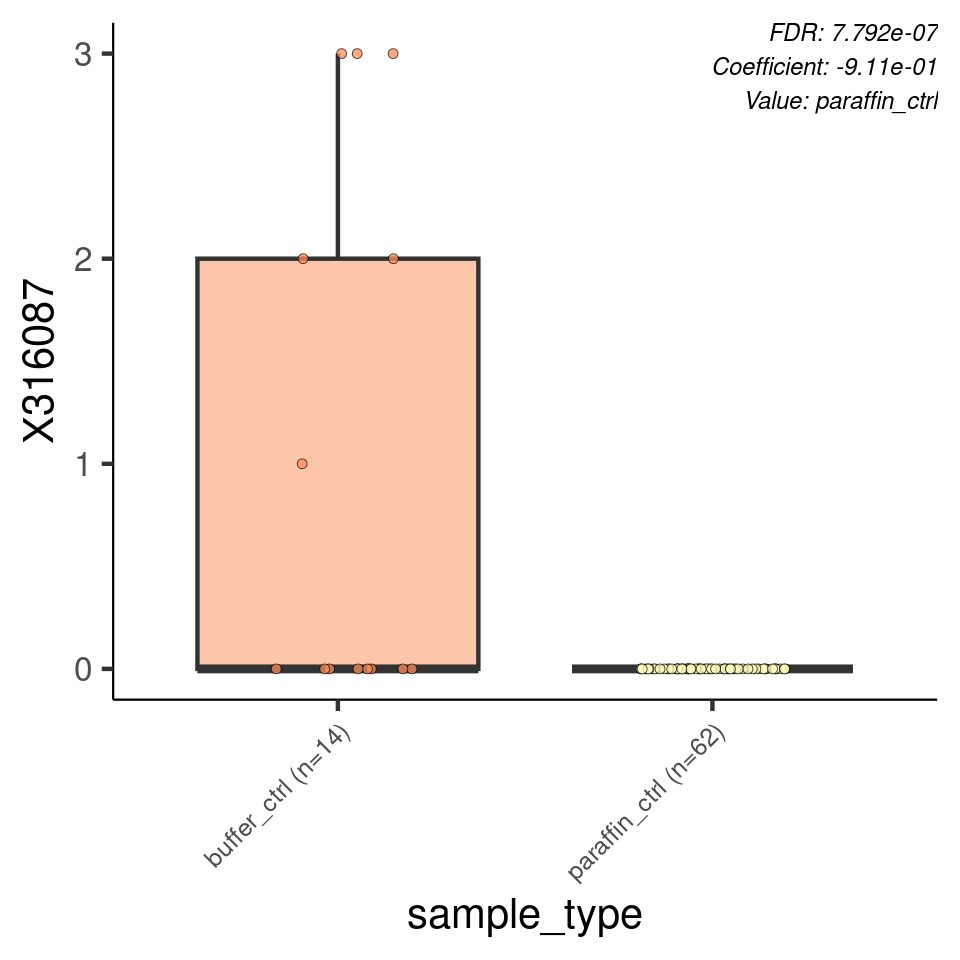 FDR: 7.792e-07
Coefficient: -9.11e-01
Value: paraffin_ctrl
X316087
3
2
1
0
buffer_ctrl (n=14)
paraffin_ctrl (n=62)
sample_type